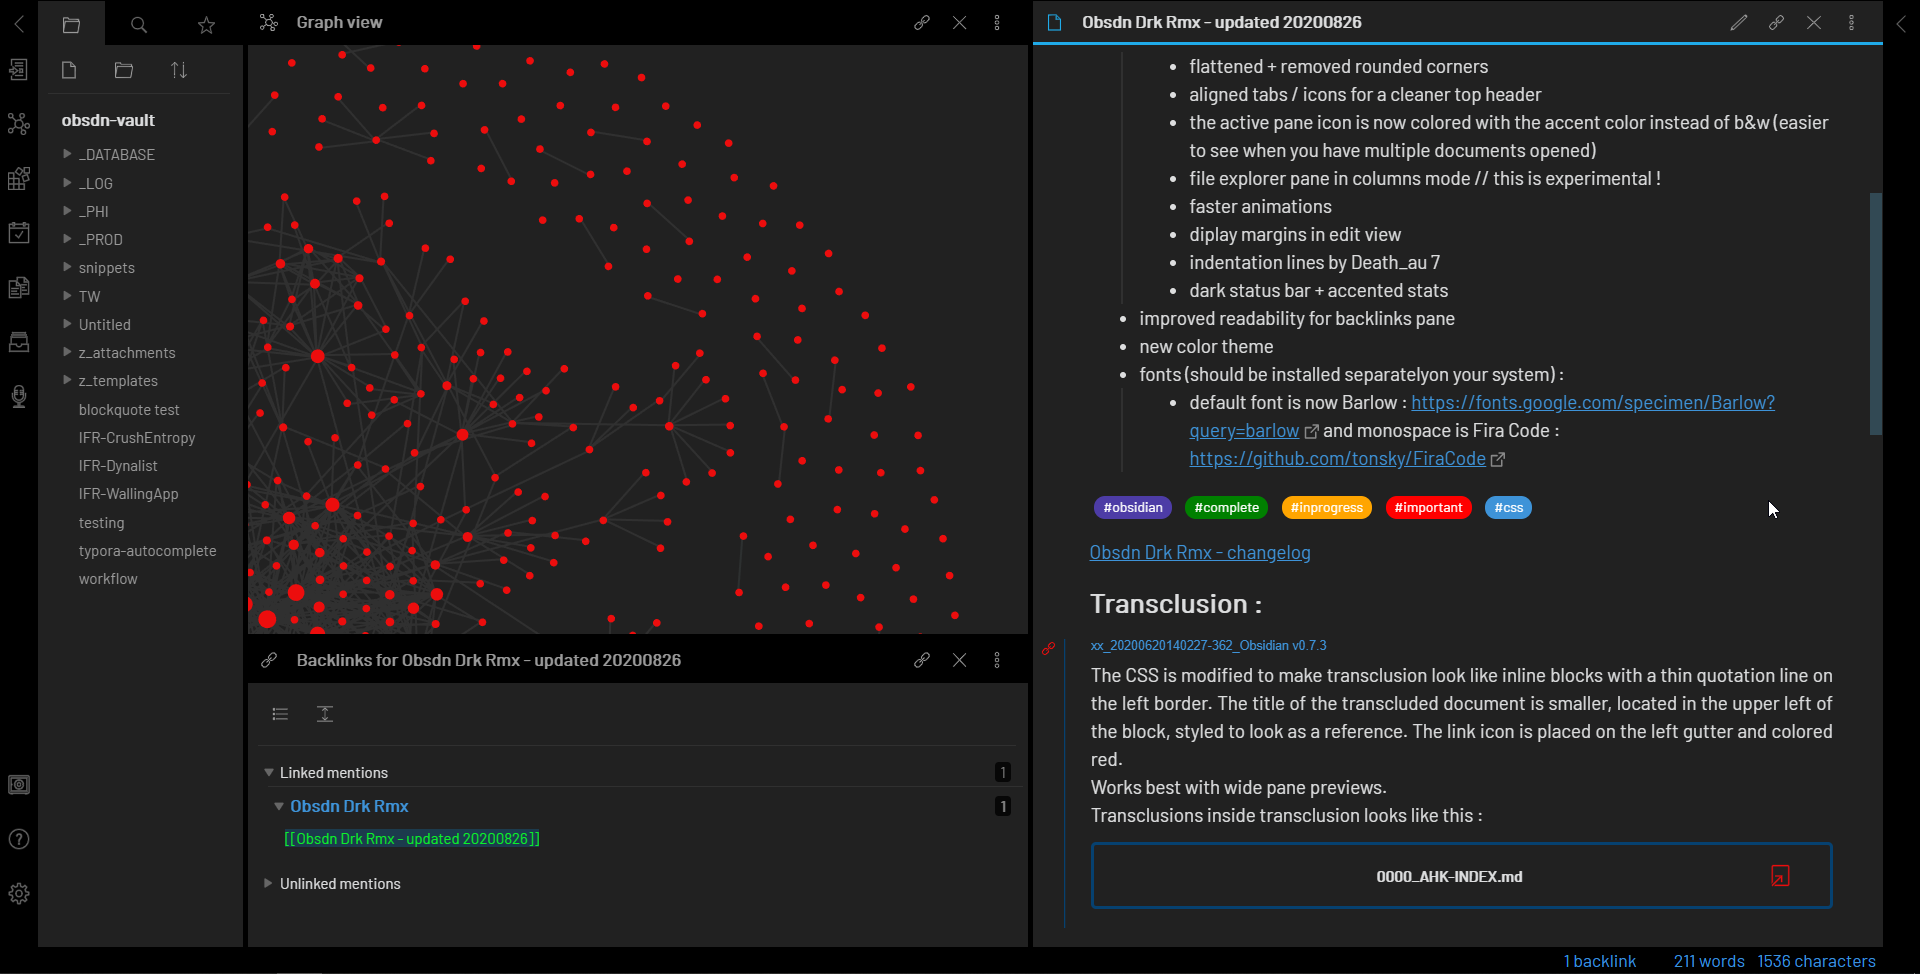 Graph view
Obsdn Drk Rmx - updated 20200826
obsdn-vault
_DATABASE
_LOG
_PHI
_PROD
snippets
TW
Untitled
z_attachments
z_templates
blockquote test
IFR-CrushEntropy
IFR-Dynalist
IFR-WallingApp
testing
typora-autocomplete
workflow
Backlinks for Obsdn Drk Rmx - updated 20200826
Linked mentions 1
Obsdn Drk Rmx 1
[[Obsdn Drk Rmx - updated 20200826]]
Unlinked mentions
flattened + removed rounded corners
aligned tabs / icons for a cleaner top header
the active pane icon is now colored with the accent color instead of b&w (easier
to see when you have multiple documents opened)
file explorer pane in columns mode // this is experimental !
faster animations
diplay margins in edit view
indentation lines by Death_au 7
dark status bar + accented stats
improved readability for backlinks pane
new color theme
fonts (should be installed separatelyon your system) :
default font is now Barlow : https://fonts.google.com/specimen/Barlow?
query=barlow and monospace is Fira Code :
https://github.com/tonsky/FiraCode
#obsidian #complete #inprogress #important #css
Obsdn Drk Rmx - changelog
Transclusion :
xx_20200620140227-362_Obsidian v0.7.3
The CSS is modified to make transclusion look like inline blocks with a thin quotation line on
the left border. The title of the transcluded document is smaller, located in the upper left of
the block, styled to look as a reference. The link icon is placed on the left gutter and colored
red.
Works best with wide pane previews.
Transclusions inside transclusion looks like this :
0000_AHK-INDEX.md
1 backlink 211 words 1536 characters